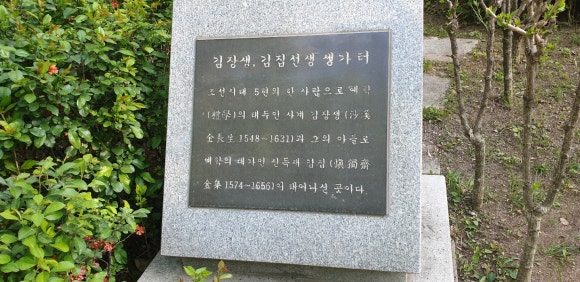 김장생, 김집선생 생가 터
조선시대 5현의 한 사람으로 예학
(禮學)의 태두인 사계 김장생(沙溪
金長生 1548~1631)과 그의 아들로
예학의 대가인 신독재 김집(愼獨齋
金集 1574~1656)이 태어나신 곳이다.